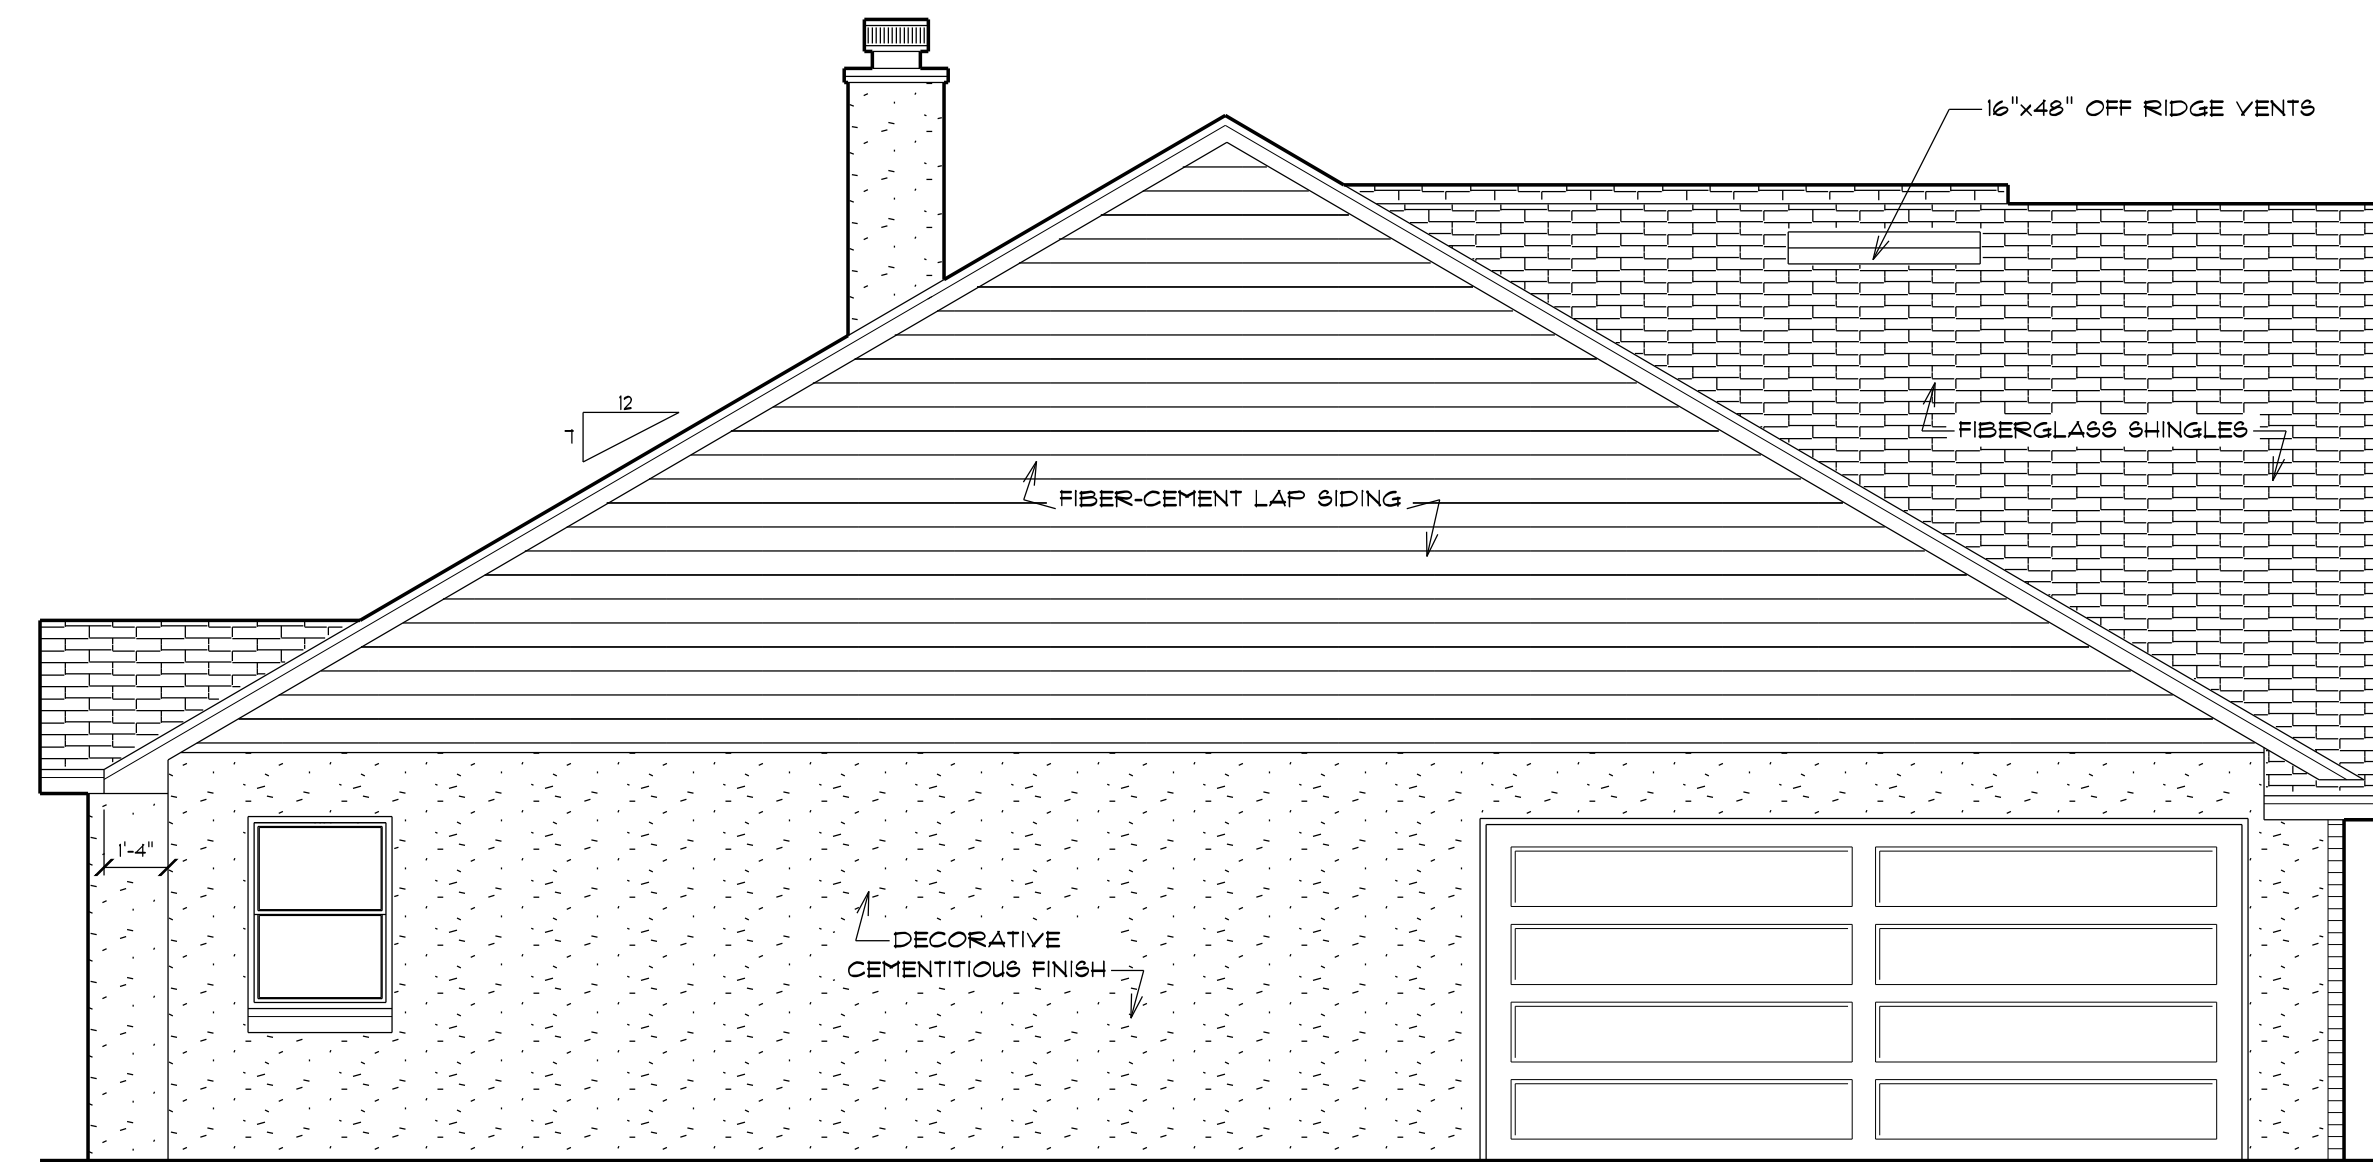 16"x48" OFF RIDGE VENTS
12
7
FIBERGLASS SHINGLES
FIBER-CEMENT LAP SIDING
1'-4"
DECORATIVE
CEMENTITIOUS FINISH